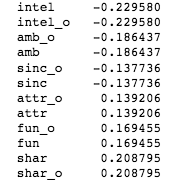 intel -0.229580
intel_o -0.229580
amb_o -0.186437
amb -0.186437
sinc_o -0.137736
sinc -0.137736
attr_o 0.139206
attr 0.139206
fun_o 0.169455
fun 0.169455
shar 0.208795
shar_o 0.208795